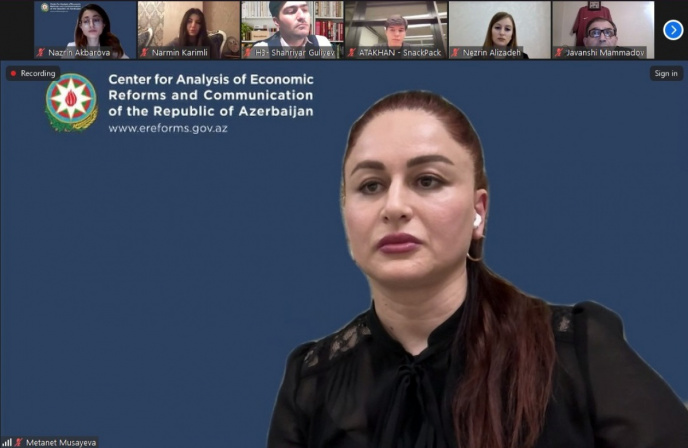 Nazrin Akbarova
Narmin Karimli
H3- Shahriyar Guliyev
ATAKHAN - SnackPack
Nezrin Alizadeh
Javanshi Mammadov
Recording
Sign in
Center for Analysis of Economic
Reforms and Communication
of the Republic of Azerbaijan
www.ereforms.gov.az
Metanet Musayeva